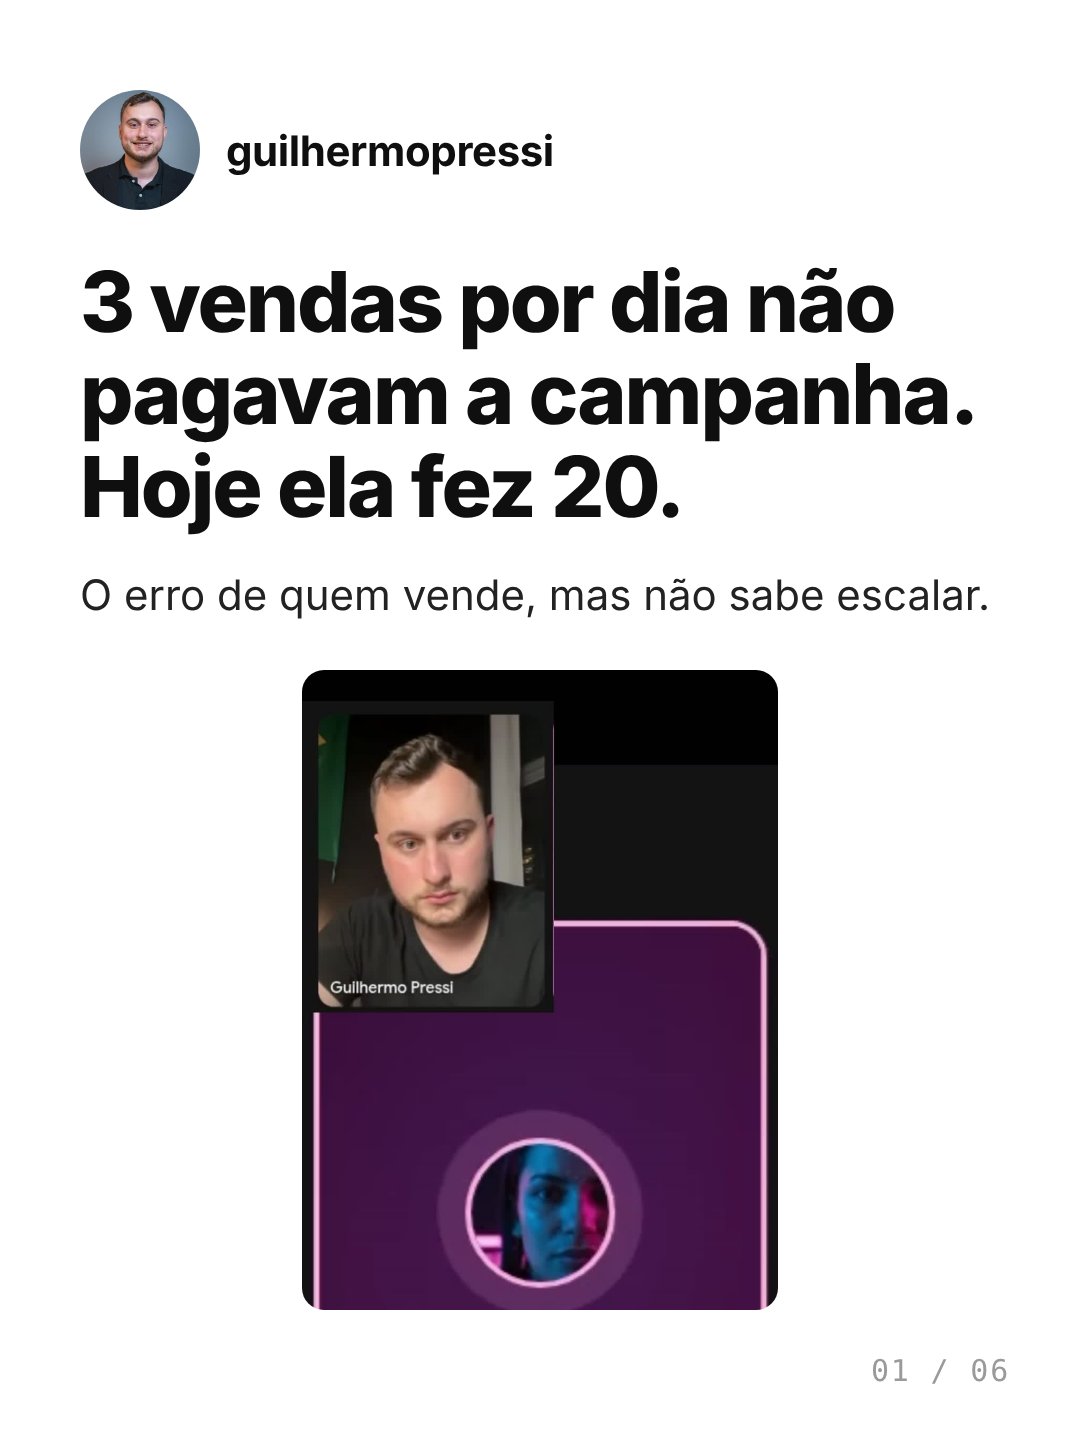 guilhermopressi
3 vendas por dia não
pagavam a campanha.
Hoje ela fez 20.
O erro de quem vende, mas não sabe escalar.
Guilhermo Pressi
01 / 06